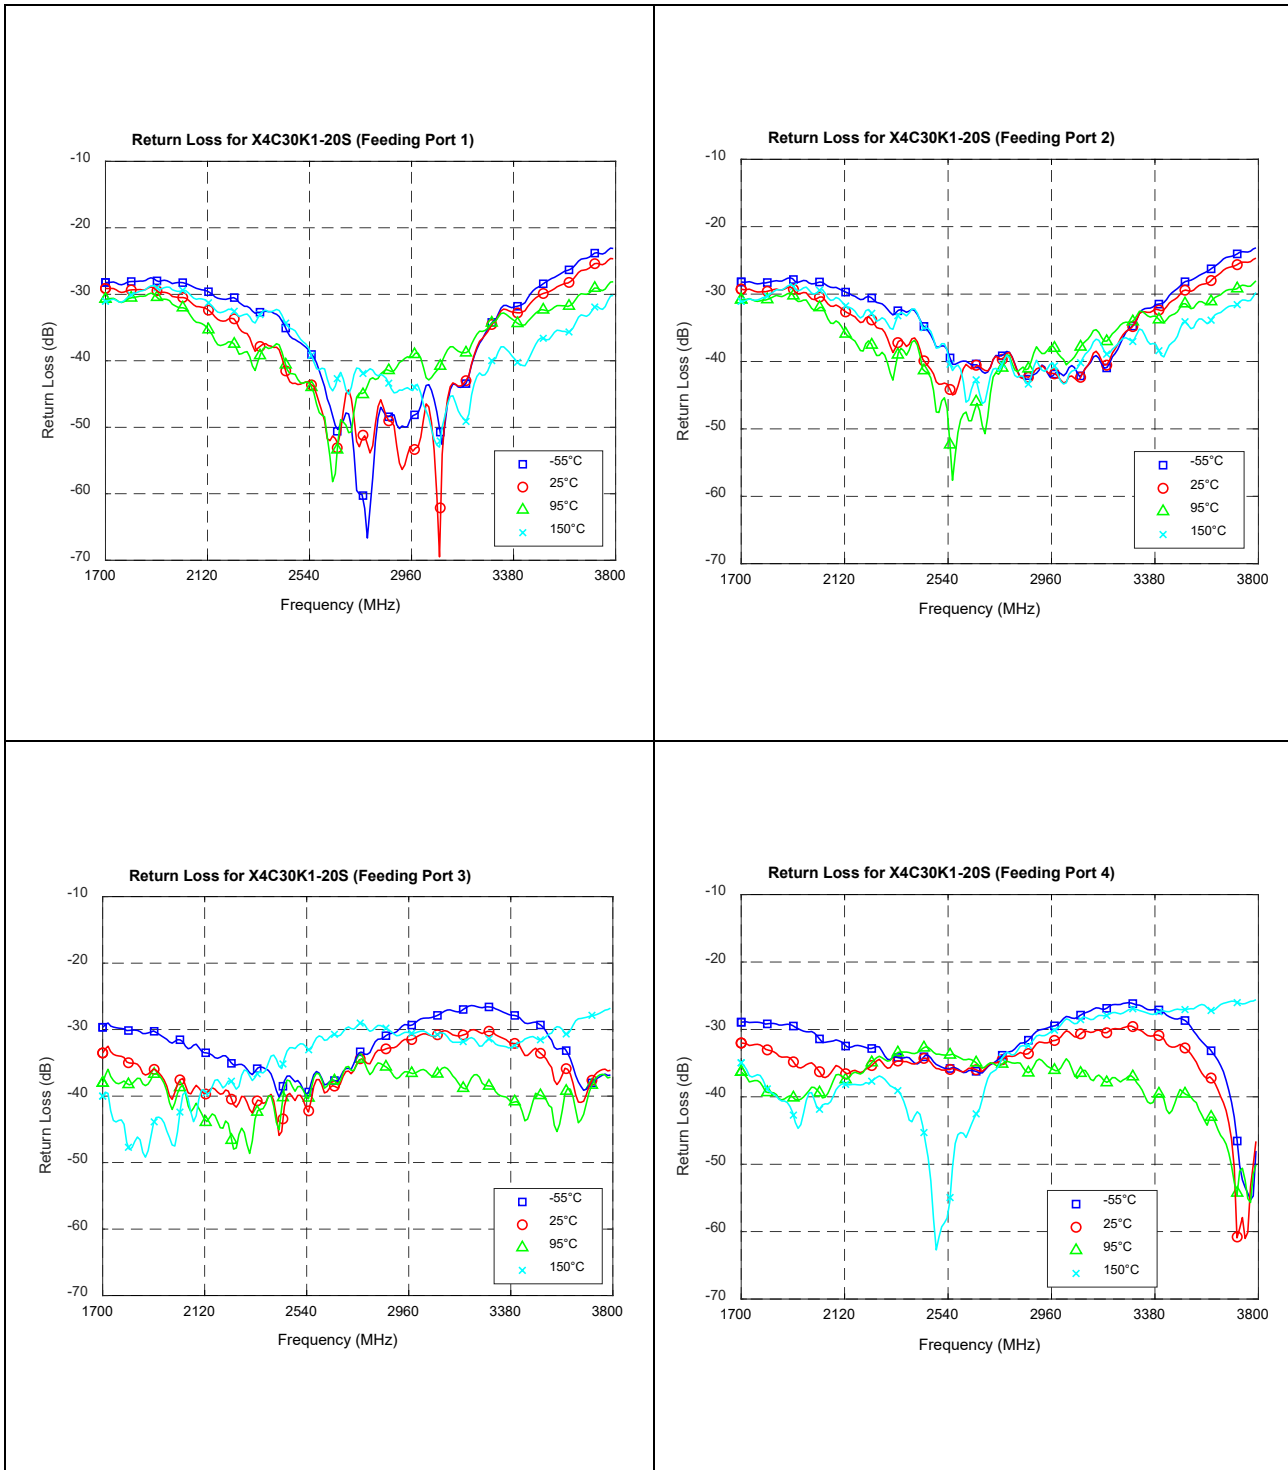 Return Loss for X4C30K1-20S (Feeding Port 1)
-10
-20
-30
-40
-50
-60
-70
Return Loss (dB)
1700 2120 2540 2960 3380 3800
Frequency (MHz)
-55°C
25°C
95°C
150°C
Return Loss for X4C30K1-20S (Feeding Port 2)
-10
-20
-30
-40
-50
-60
-70
Return Loss (dB)
1700 2120 2540 2960 3380 3800
Frequency (MHz)
-55°C
25°C
95°C
150°C
Return Loss for X4C30K1-20S (Feeding Port 3)
-10
-20
-30
-40
-50
-60
-70
Return Loss (dB)
1700 2120 2540 2960 3380 3800
Frequency (MHz)
-55°C
25°C
95°C
150°C
Return Loss for X4C30K1-20S (Feeding Port 4)
-10
-20
-30
-40
-50
-60
-70
Return Loss (dB)
1700 2120 2540 2960 3380 3800
Frequency (MHz)
-55°C
25°C
95°C
150°C